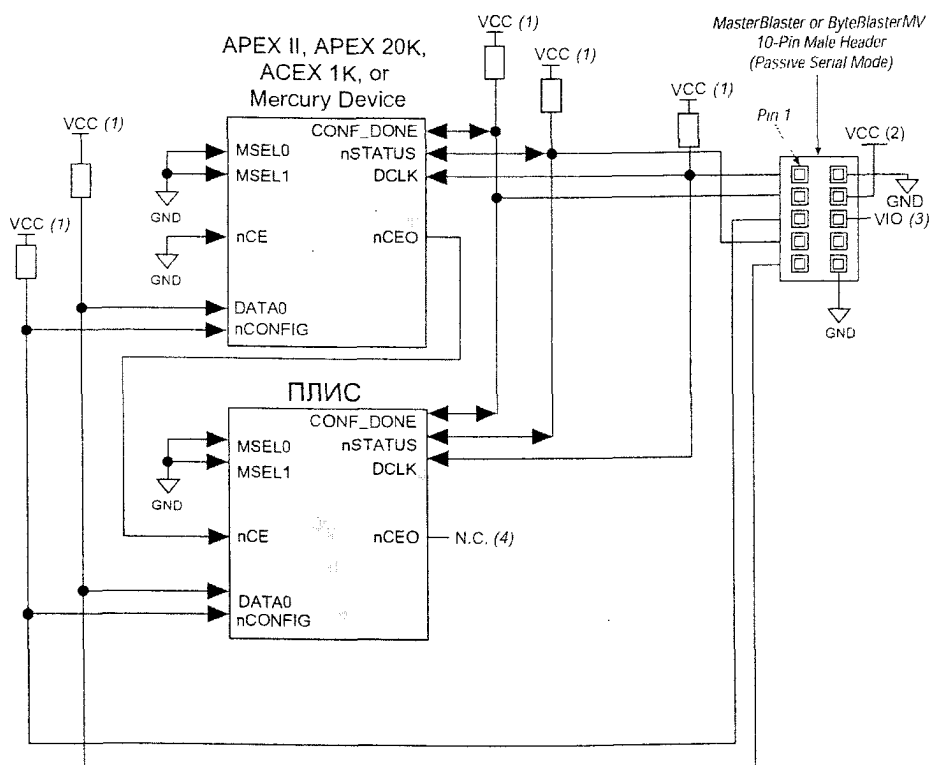 VCC (1)
MasterBlaster or ByteBlasterMV
10-Pin Male Header
(Passive Serial Mode)
APEX II, APEX 20K,
ACEX 1K, or
Mercury Device
VCC (1)
VCC (1)
VCC (1)
Pin 1
VCC (2)
CONF_DONE
MSEL0
nSTATUS
MSEL1
DCLK
GND
GND
VCC (1)
nCE
nCEO
VIO (3)
GND
DATA0
nCONFIG
GND
ПЛИС
CONF_DONE
MSEL0
nSTATUS
MSEL1
DCLK
GND
nCE
nCEO
N.C. (4)
DATA0
nCONFIG